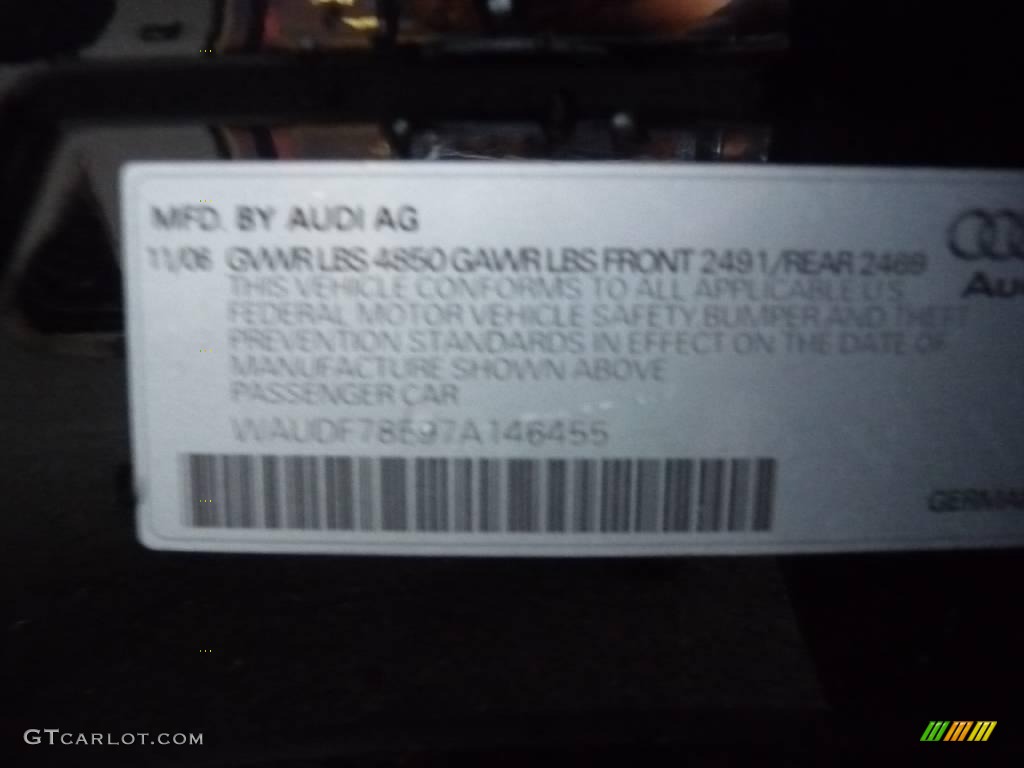 MFD. BY AUDI AG
11/06 GVWR LBS 4850 GAWR LBS FRONT 2491/REAR 2469
THIS VEHICLE CONFORMS TO ALL APPLICABLE U.S.
FEDERAL MOTOR VEHICLE SAFETY BUMPER AND THEFT
PREVENTION STANDARDS IN EFFECT ON THE DATE OF
MANUFACTURE SHOWN ABOVE
PASSENGER CAR
WAUDF78E97A146455
GTCARLOT.COM